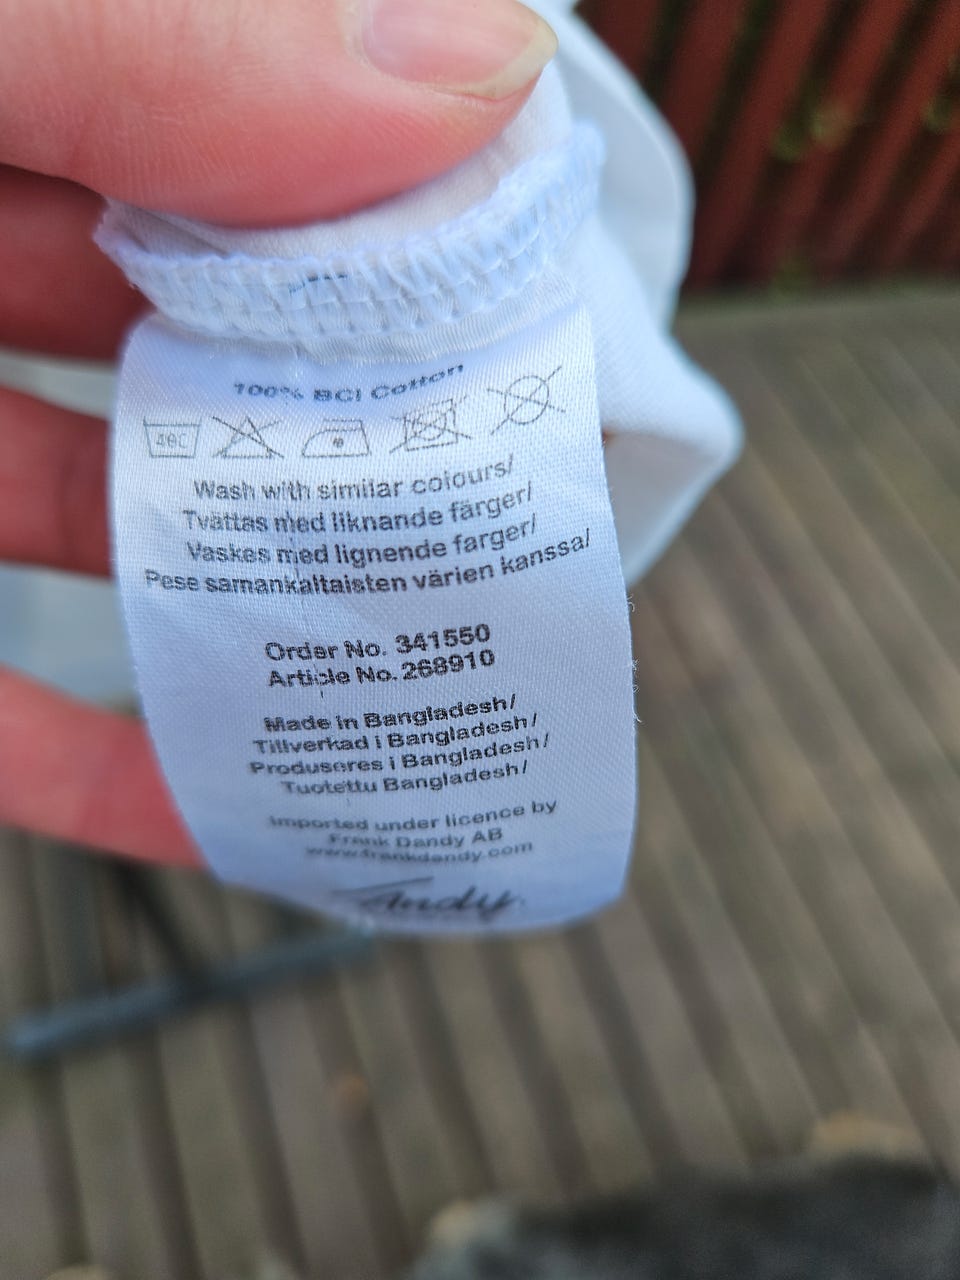 100% BCI Cotton
40C
Wash with similar colours/
Tvättas med liknande färger/
Vaskes med lignende farger/
Pese samankaltaisten värien kanssa/
Order No. 341550
Article No. 268910
Made in Bangladesh/
Tillverkad i Bangladesh/
Produseres i Bangladesh/
Tuotettu Bangladesh/
Imported under licence by
Frank Dandy AB
www.frankdandy.com
Dandy